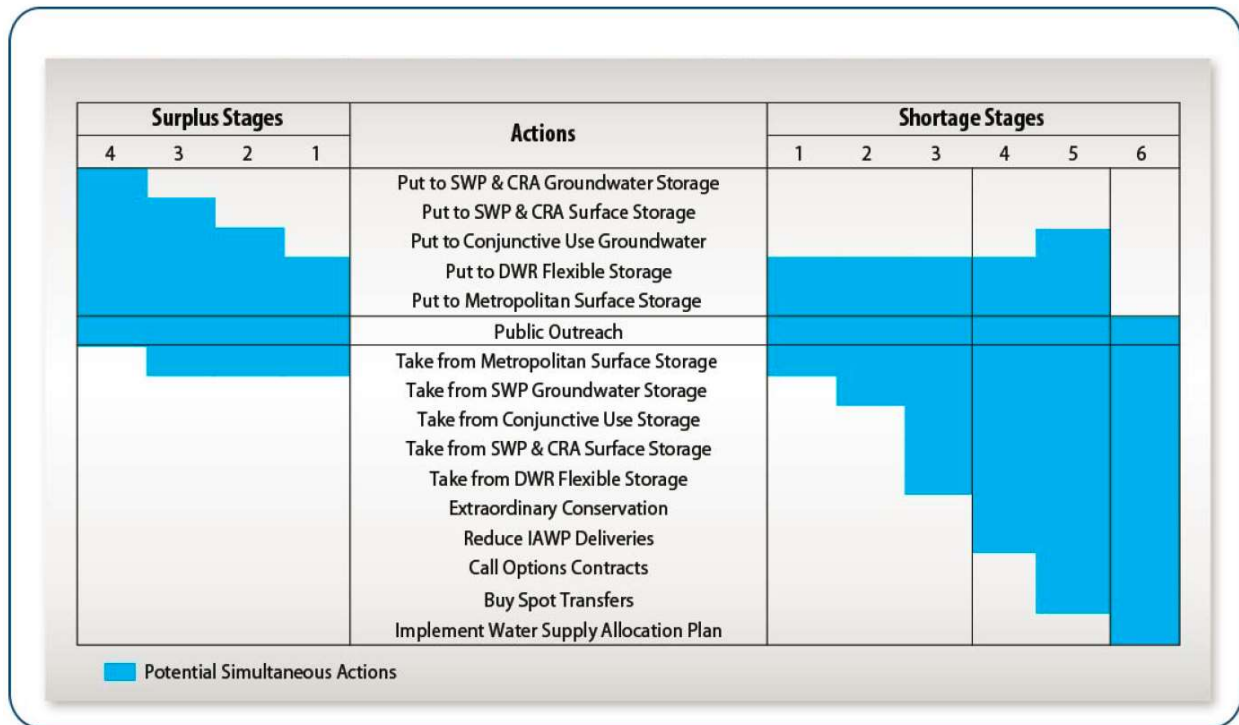 Surplus Stages Actions Shortage Stages
4 3 2 1 1 2 3 4 5 6
Put to SWP & CRA Groundwater Storage
Put to SWP & CRA Surface Storage
Put to Conjunctive Use Groundwater
Put to DWR Flexible Storage
Put to Metropolitan Surface Storage
Public Outreach
Take from Metropolitan Surface Storage
Take from SWP Groundwater Storage
Take from Conjunctive Use Storage
Take from SWP & CRA Surface Storage
Take from DWR Flexible Storage
Extraordinary Conservation
Reduce IAWP Deliveries
Call Options Contracts
Buy Spot Transfers
Implement Water Supply Allocation Plan
Potential Simultaneous Actions